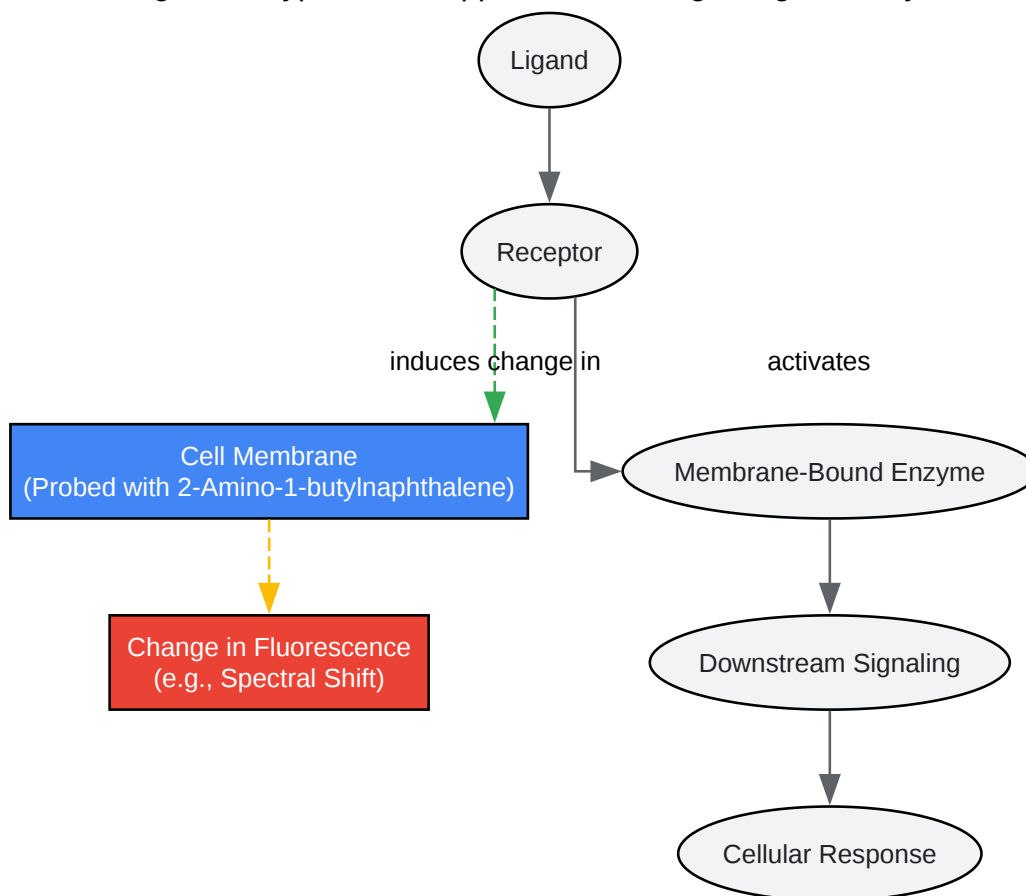 Ligand
Receptor
induces change in
activates
Cell Membrane
(Probed with 2-Amino-1-butylnaphthalene)
Membrane-Bound Enzyme
Change in Fluorescence
(e.g., Spectral Shift)
Downstream Signaling
Cellular Response